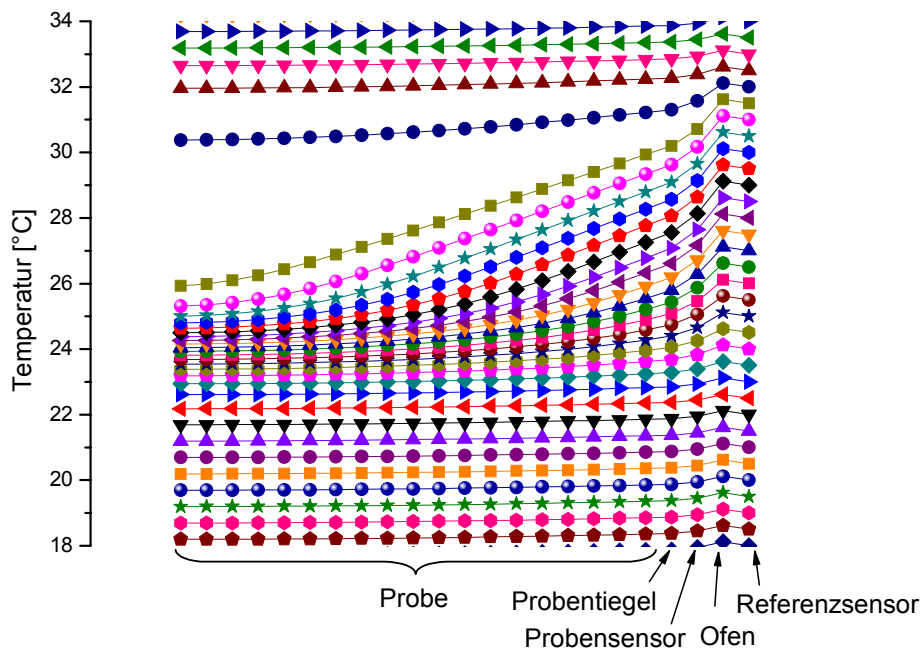 34
32
30
28
26
24
22
20
18
Temperatur [°C]
Probe
Probentiegel
Probensensor
Ofen
Referenzsensor